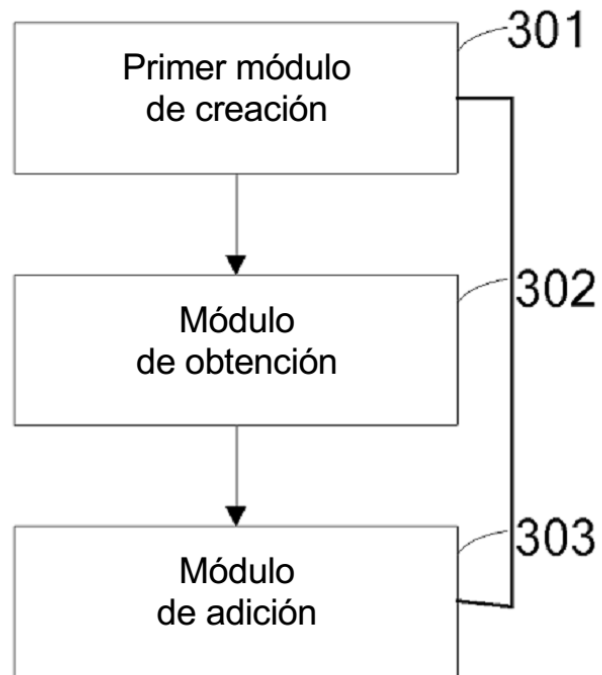 301
Primer módulo
de creación
302
Módulo
de obtención
303
Módulo
de adición